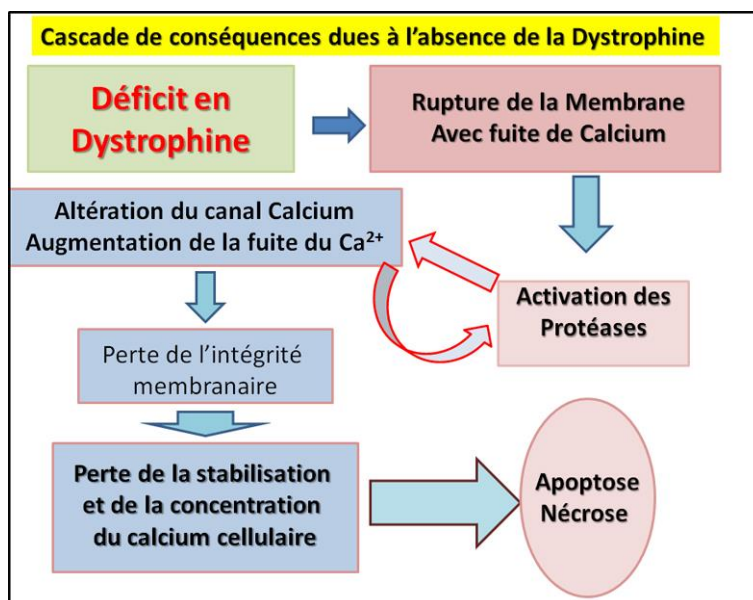 Cascade de conséquences dues à l'absence de la Dystrophine
Déficit en
Dystrophine
Rupture de la Membrane
Avec fuite de Calcium
Altération du canal Calcium
Augmentation de la fuite du Ca²⁺
Activation des
Protéases
Perte de l'intégrité
membranaire
Perte de la stabilisation
et de la concentration
du calcium cellulaire
Apoptose
Nécrose